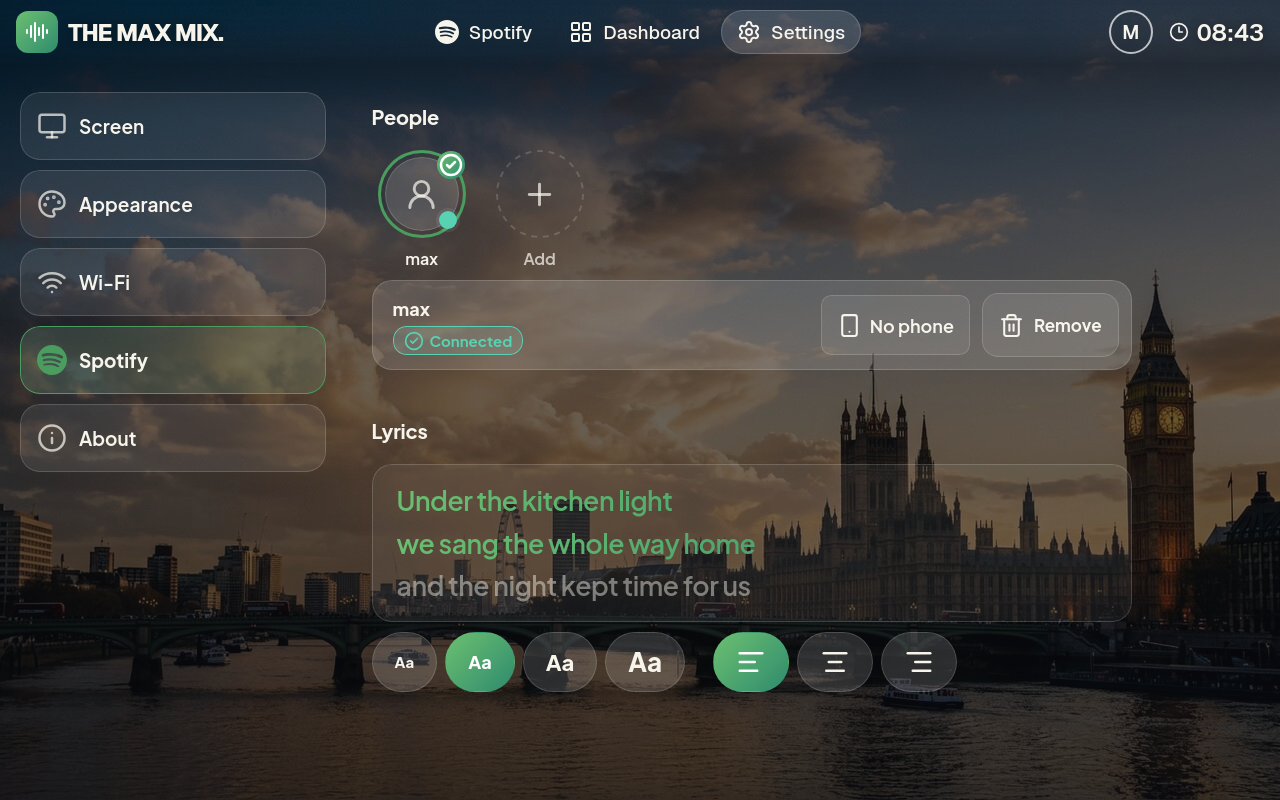 THE MAX MIX.
Spotify
Dashboard
Settings
M
08:43
Screen
Appearance
Wi-Fi
Spotify
About
People
max
Add
max
Connected
No phone
Remove
Lyrics
Under the kitchen light
we sang the whole way home
and the night kept time for us
Aa
Aa
Aa
Aa